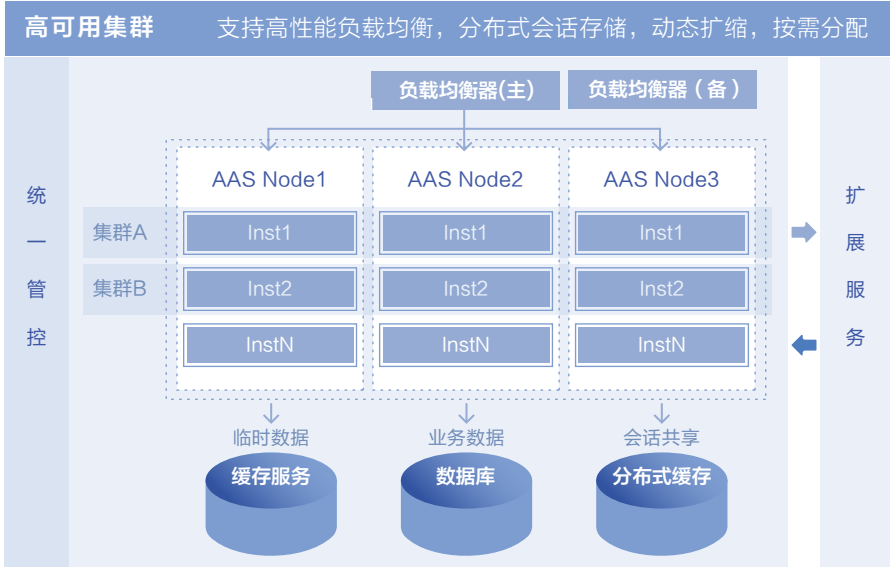 高可用集群 支持高性能负载均衡，分布式会话存储，动态扩缩，按需分配
负载均衡器(主) 负载均衡器（备）
统一管控
AAS Node1 AAS Node2 AAS Node3
集群A Inst1 Inst1 Inst1
集群B Inst2 Inst2 Inst2
InstN InstN InstN
临时数据 业务数据 会话共享
缓存服务 数据库 分布式缓存
扩展服务